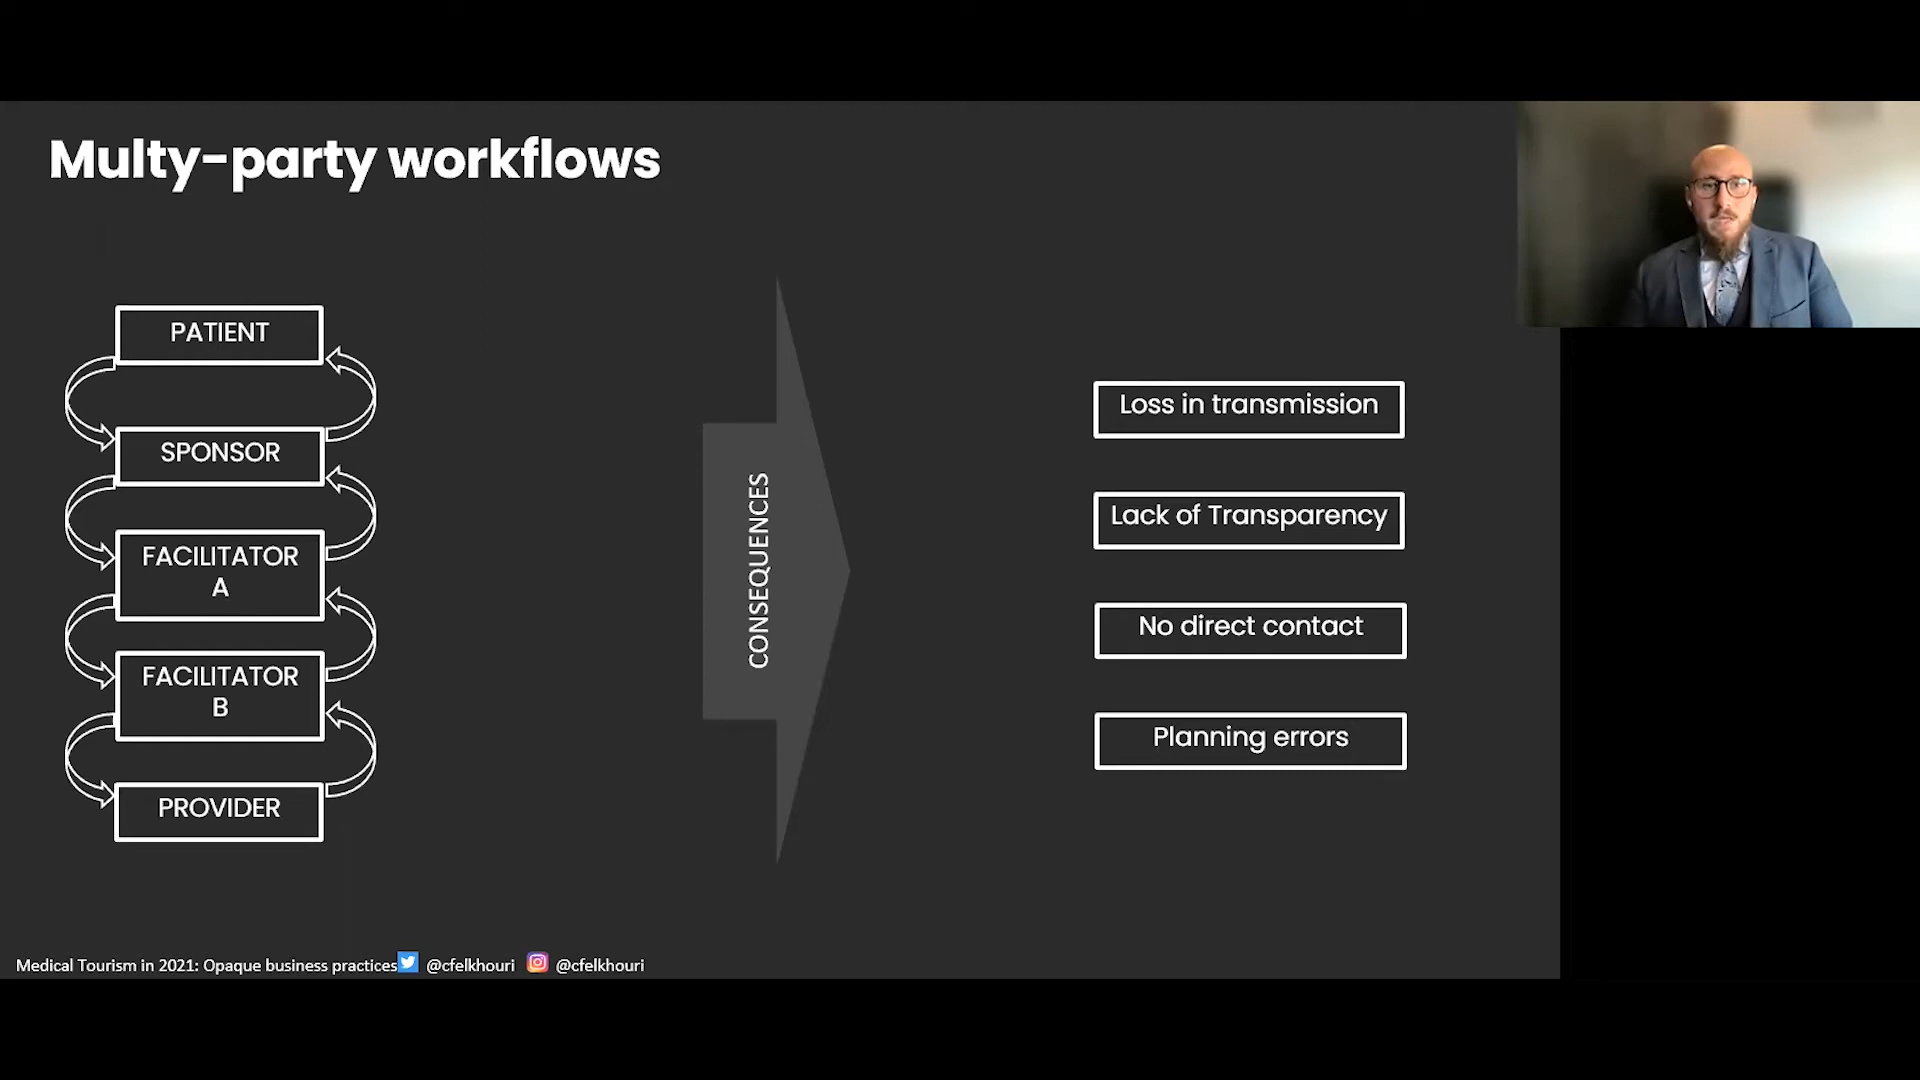 Multy-party workflows
PATIENT
SPONSOR
FACILITATOR
A
FACILITATOR
B
PROVIDER
CONSEQUENCES
Loss in transmission
Lack of Transparency
No direct contact
Planning errors
Medical Tourism in 2021: Opaque business practices @cfelkhouri @cfelkhouri